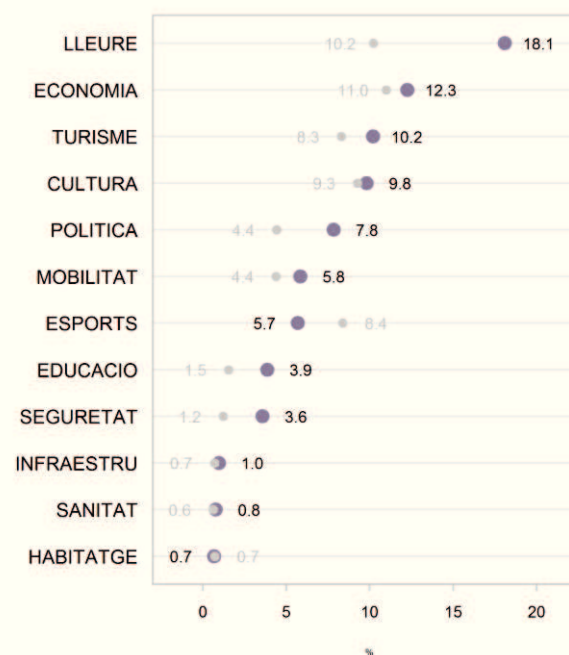 LLEURE 10.2 18.1
ECONOMIA 11.0 12.3
TURISME 8.3 10.2
CULTURA 9.3 9.8
POLITICA 4.4 7.8
MOBILITAT 4.4 5.8
ESPORTS 5.7 8.4
EDUCACIO 1.5 3.9
SEGURETAT 1.2 3.6
INFRAESTRU 0.7 1.0
SANITAT 0.6 0.8
HABITATGE 0.7 0.7
0 5 10 15 20
%